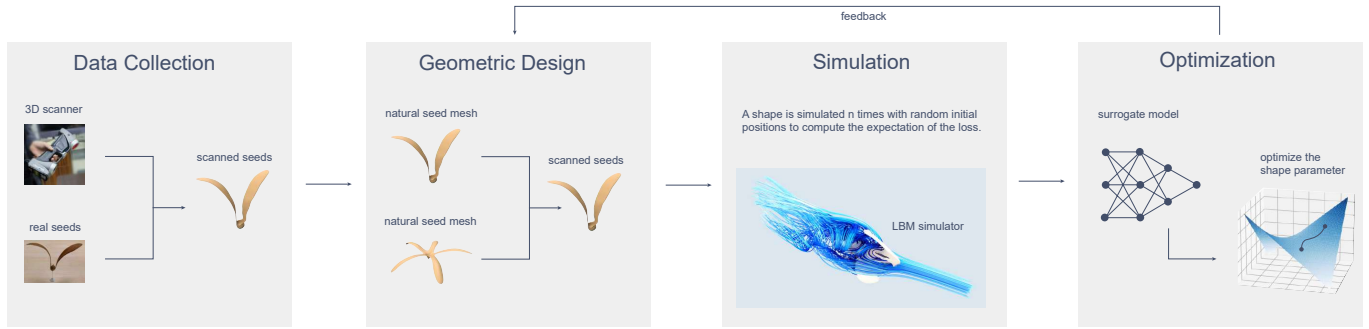 feedback
Data Collection
3D scanner
scanned seeds
real seeds
Geometric Design
natural seed mesh
scanned seeds
natural seed mesh
Simulation
A shape is simulated n times with random initial
positions to compute the expectation of the loss.
LBM simulator
Optimization
surrogate model
optimize the
shape parameter